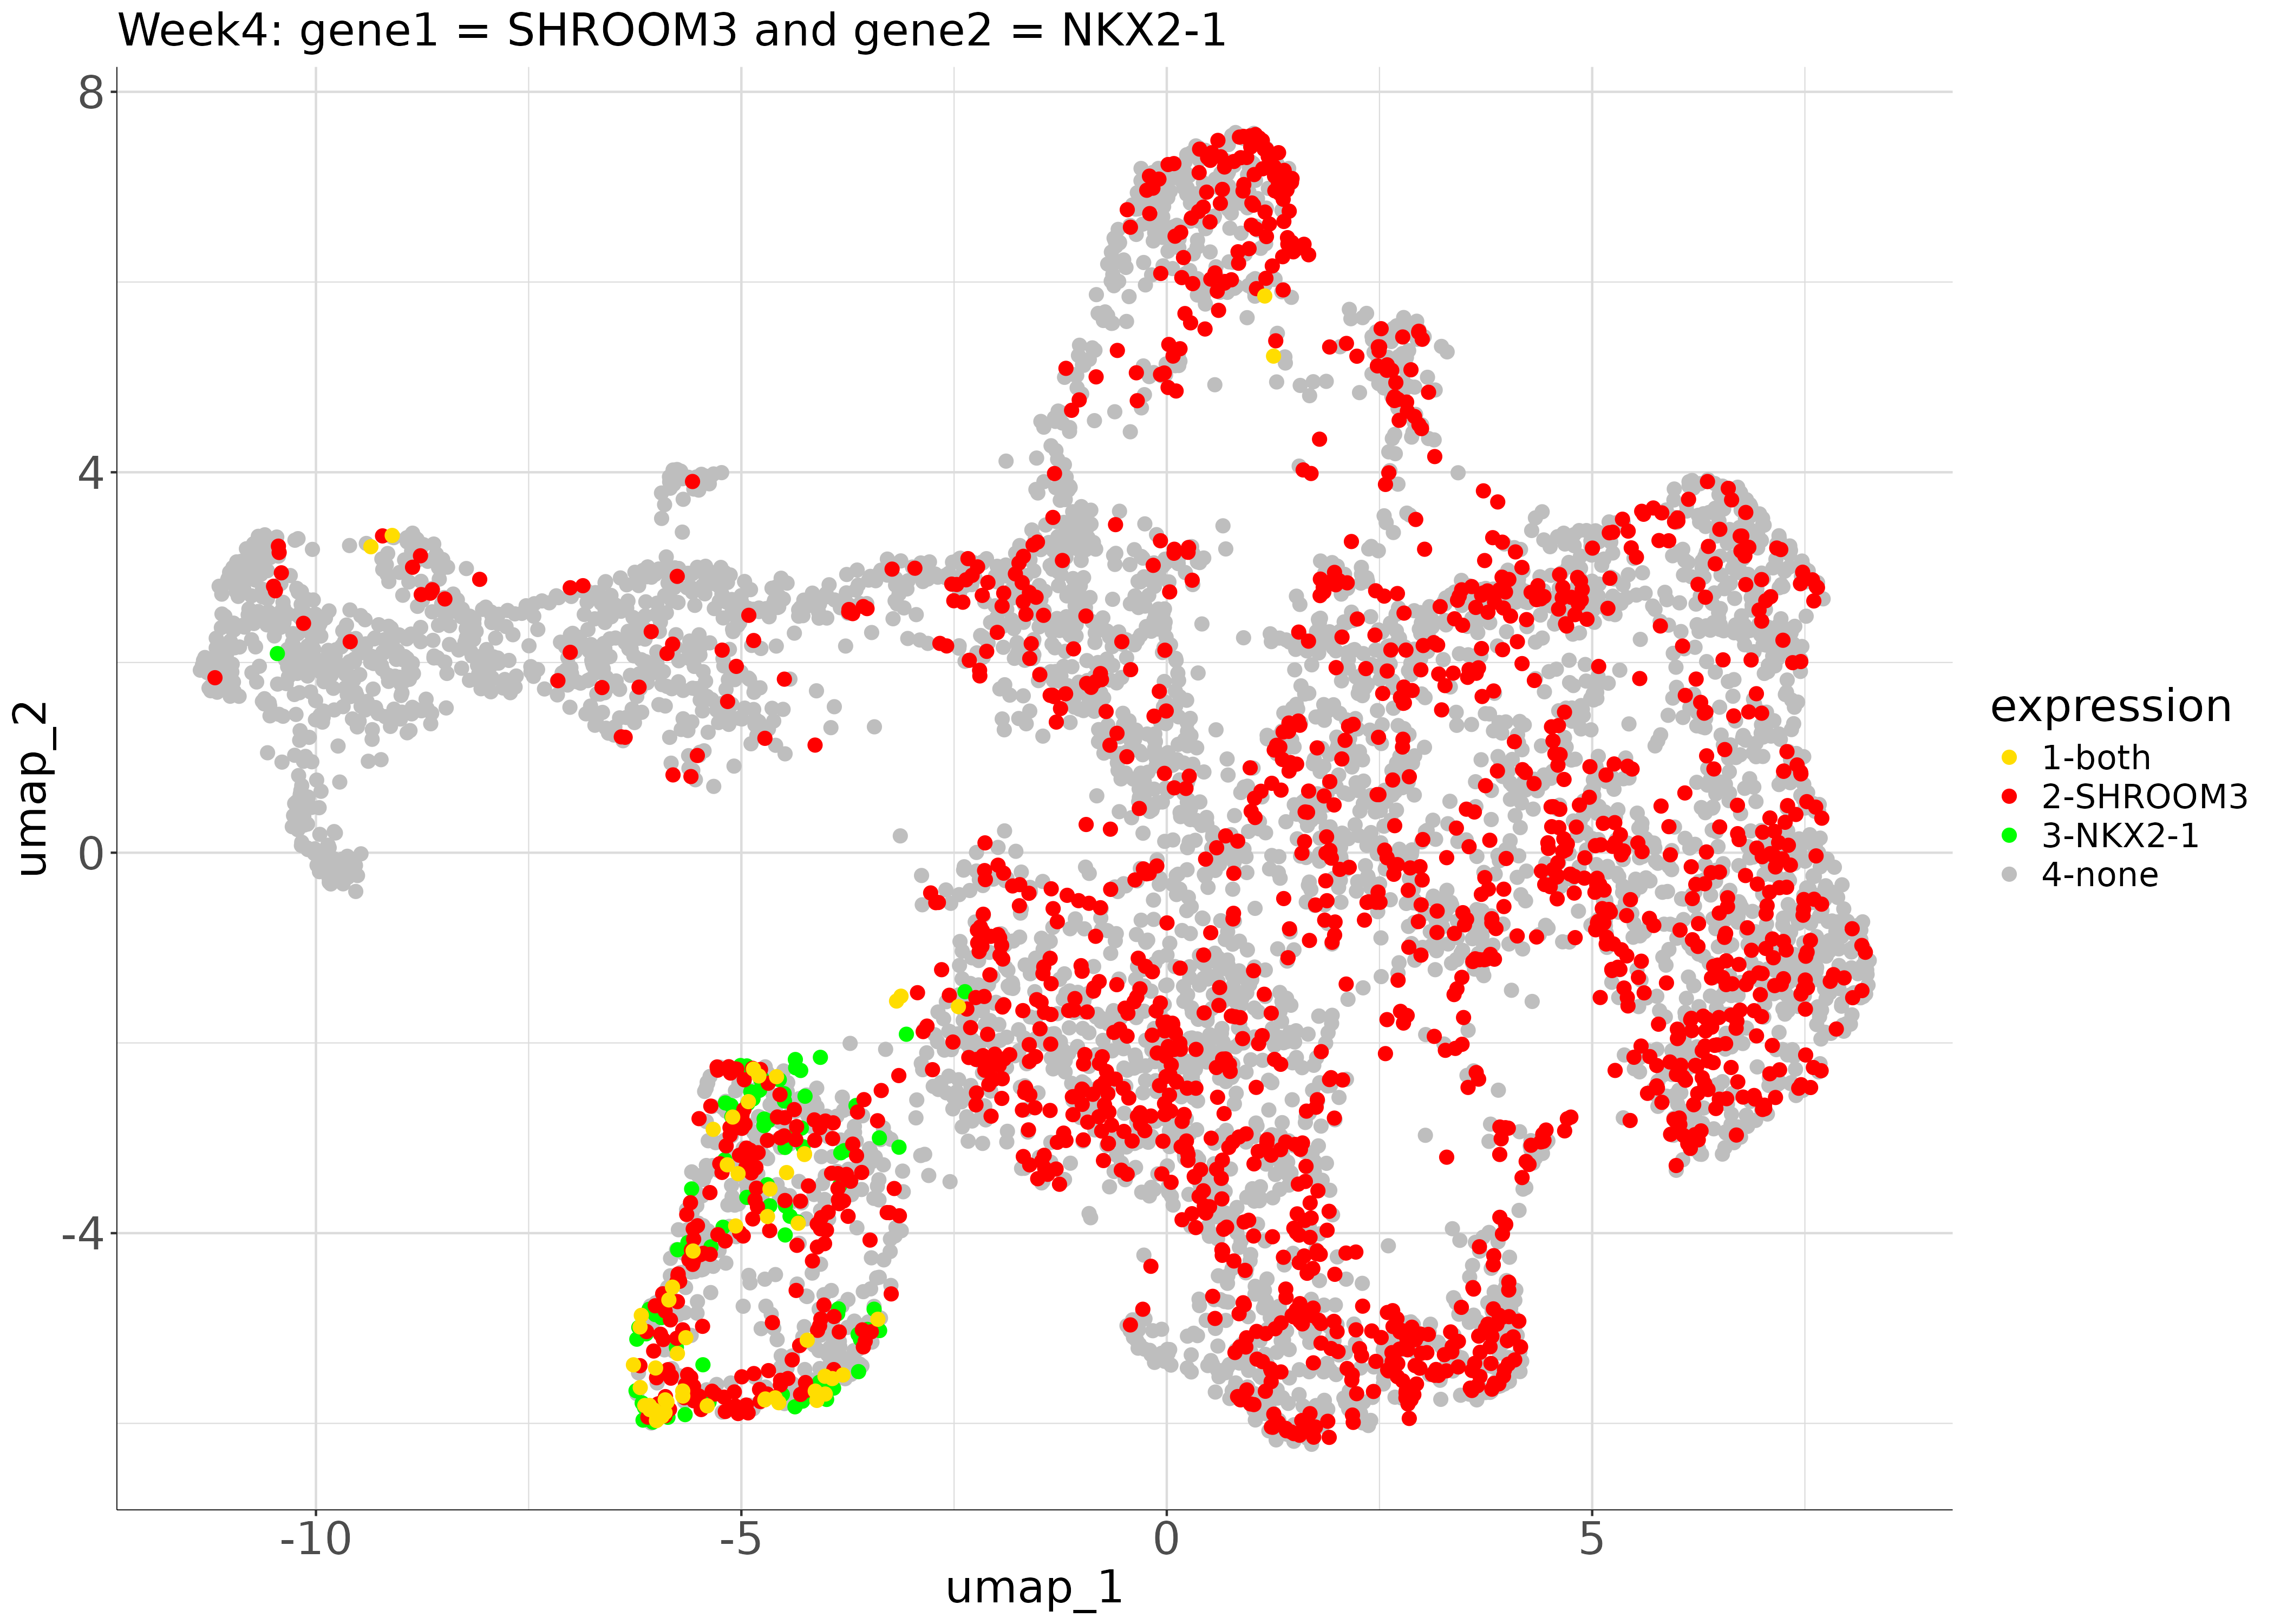 Week4: gene1 = SHROOM3 and gene2 = NKX2-1
8
4
0
-4
umap_2
-10
-5
0
5
umap_1
expression
1-both
2-SHROOM3
3-NKX2-1
4-none